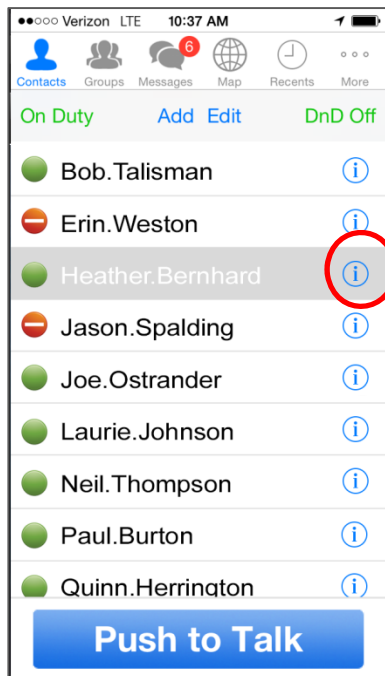 Verizon LTE 10:37 AM
6
Contacts Groups Messages Map Recents More
On Duty Add Edit DnD Off
Bob.Talisman i
Erin.Weston i
Heather.Bernhard i
Jason.Spalding i
Joe.Ostrander i
Laurie.Johnson i
Neil.Thompson i
Paul.Burton i
Quinn.Herrington i
Push to Talk